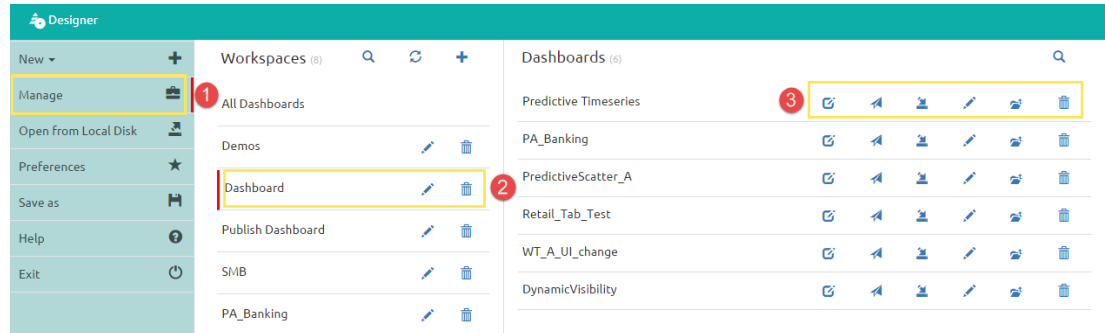 Designer
New
Manage
Open from Local Disk
Preferences
Save as
Help
Exit
1
Workspaces (8)
All Dashboards
Demos
Dashboard
Publish Dashboard
SMB
PA_Banking
2
Dashboards (6)
Predictive Timeseries
3
PA_Banking
PredictiveScatter_A
Retail_Tab_Test
WT_A_UI_change
DynamicVisibility